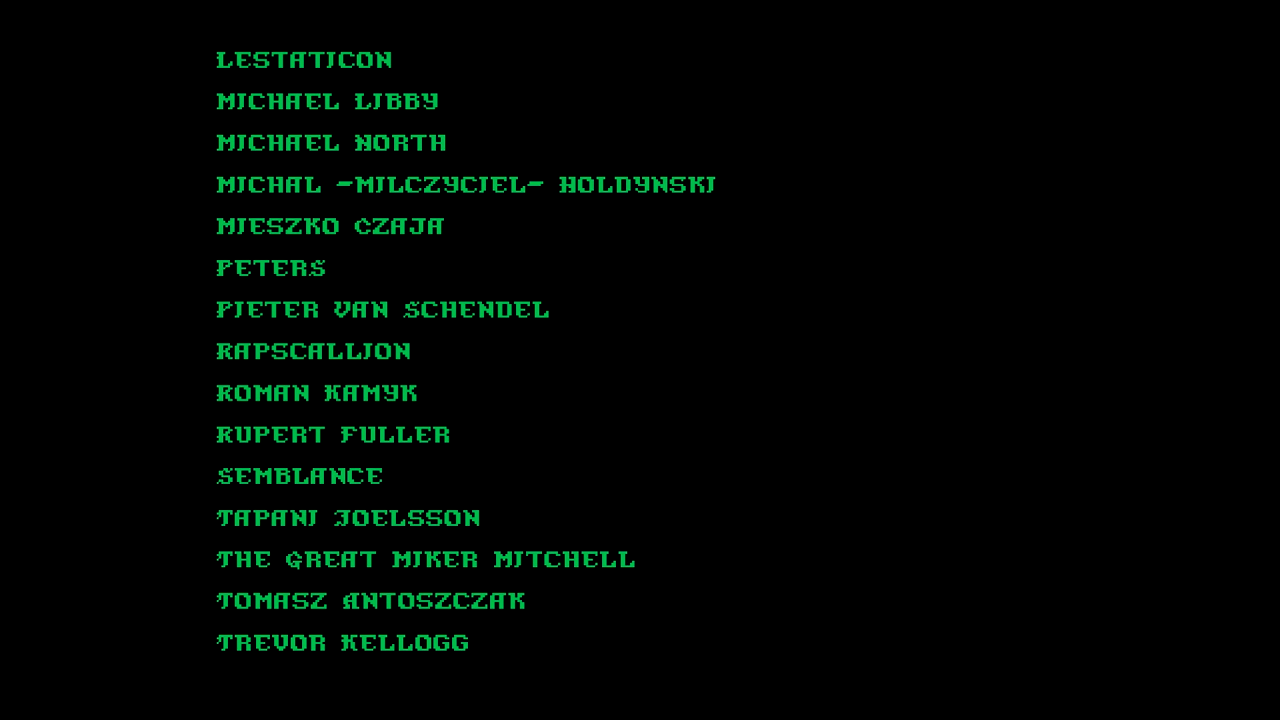 LESTATICON
MICHAEL LIBBY
MICHAEL NORTH
MICHAL -MILCZYCIEL- HOLDYNSKI
MIESZKO CZAJA
PETERS
PIETER VAN SCHENDEL
RAPSCALLION
ROMAN KAMYK
RUPERT FULLER
SEMBLANCE
TAPANI JOELSSON
THE GREAT MIKER MITCHELL
TOMASZ ANTOSZCZAK
TREVOR KELLOGG